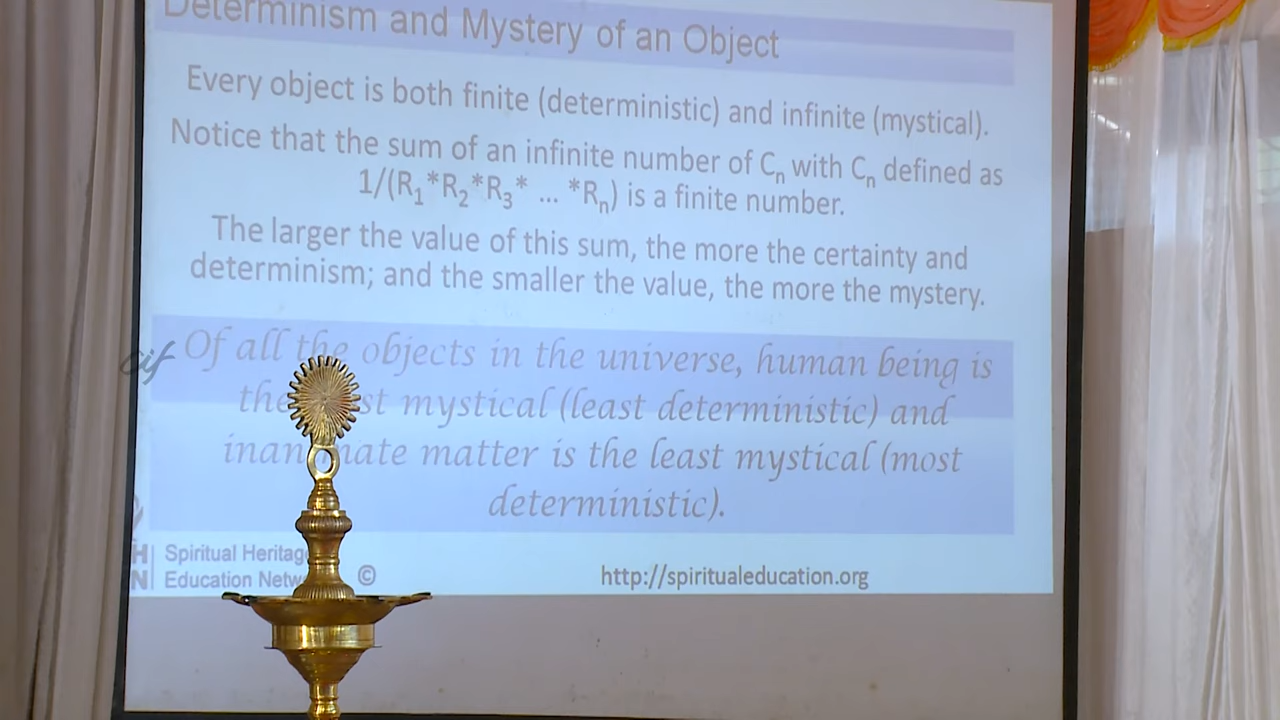 Determinism and Mystery of an Object
Every object is both finite (deterministic) and infinite (mystical).
Notice that the sum of an infinite number of Cn with Cn defined as
1/(R1*R2*R3* ... *Rn) is a finite number.
The larger the value of this sum, the more the certainty and
determinism; and the smaller the value, the more the mystery.
cif
Of all the objects in the universe, human being is
the st mystical (least deterministic) and
inan mate matter is the least mystical (most
deterministic).
H Spiritual Heritag
N Education Netw ©
http://spiritualeducation.org